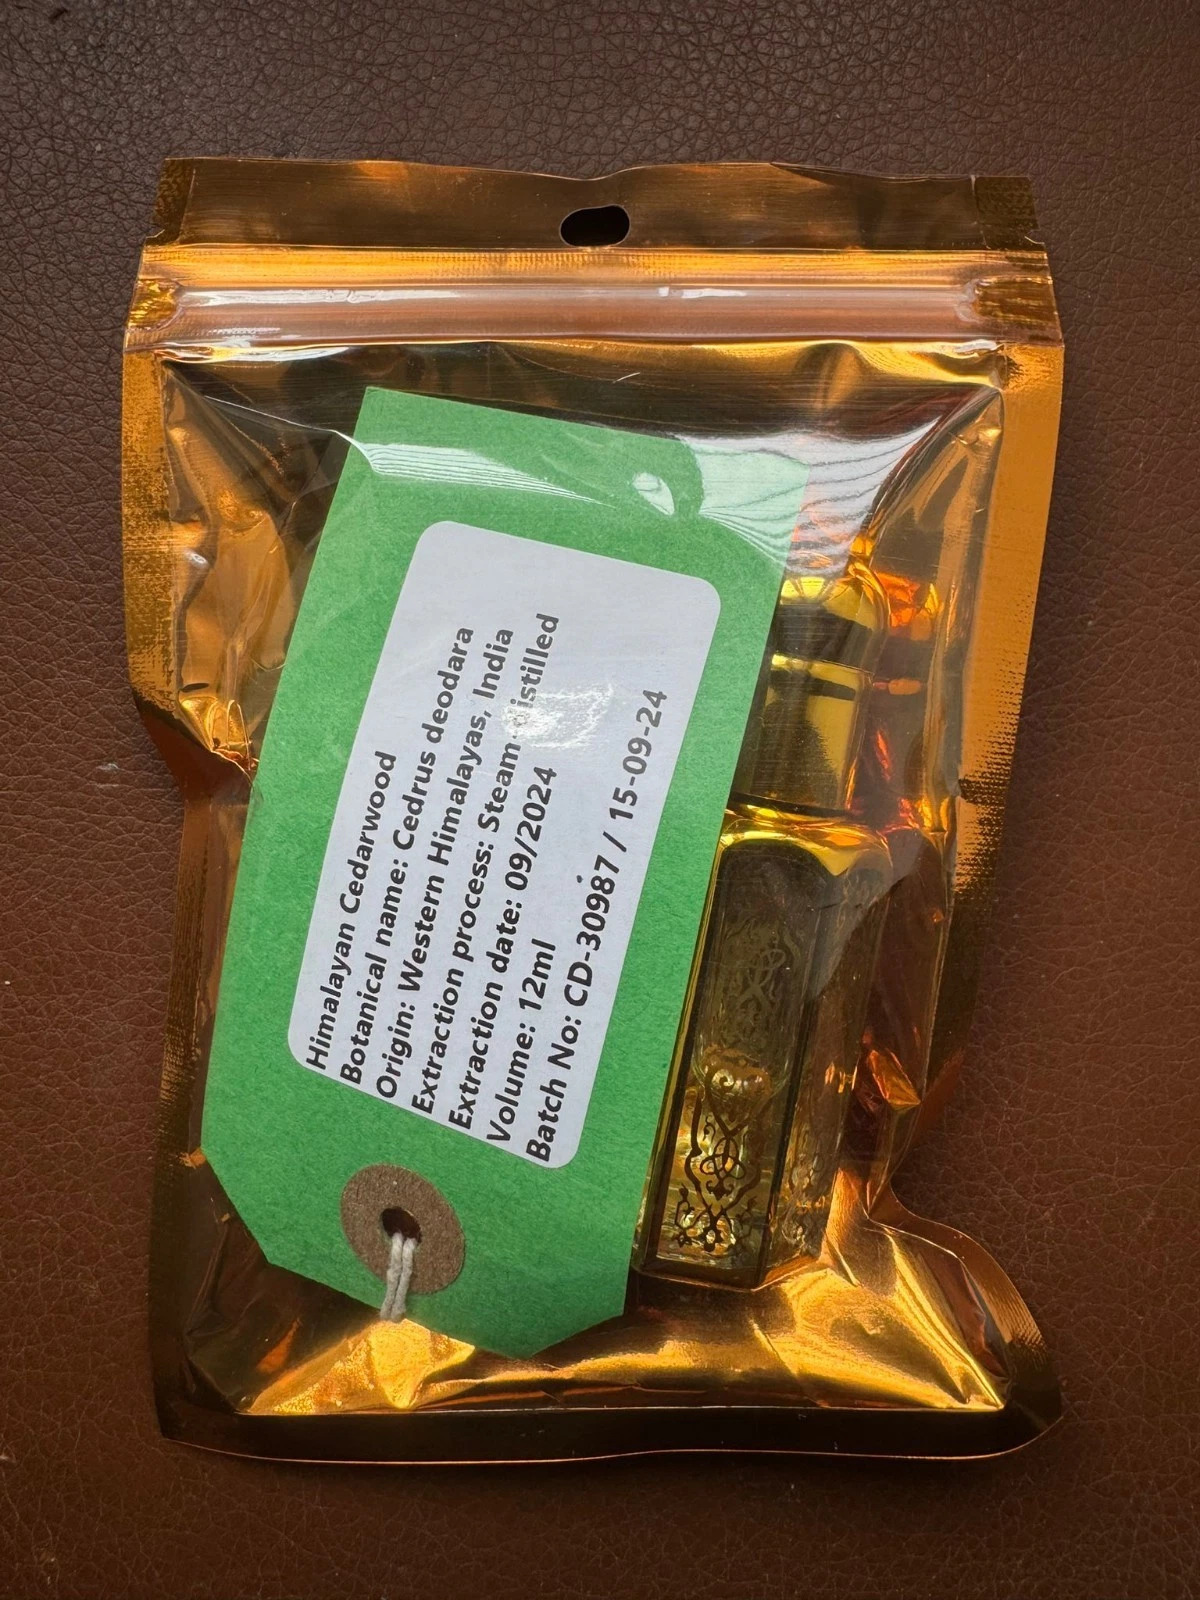 Himalayan Cedarwood
Botanical name: Cedrus deodara
Origin: Western Himalayas, India
Extraction process: Steam distilled
Extraction date: 09/2024
Volume: 12ml
Batch No: CD-30987 / 15-09-24